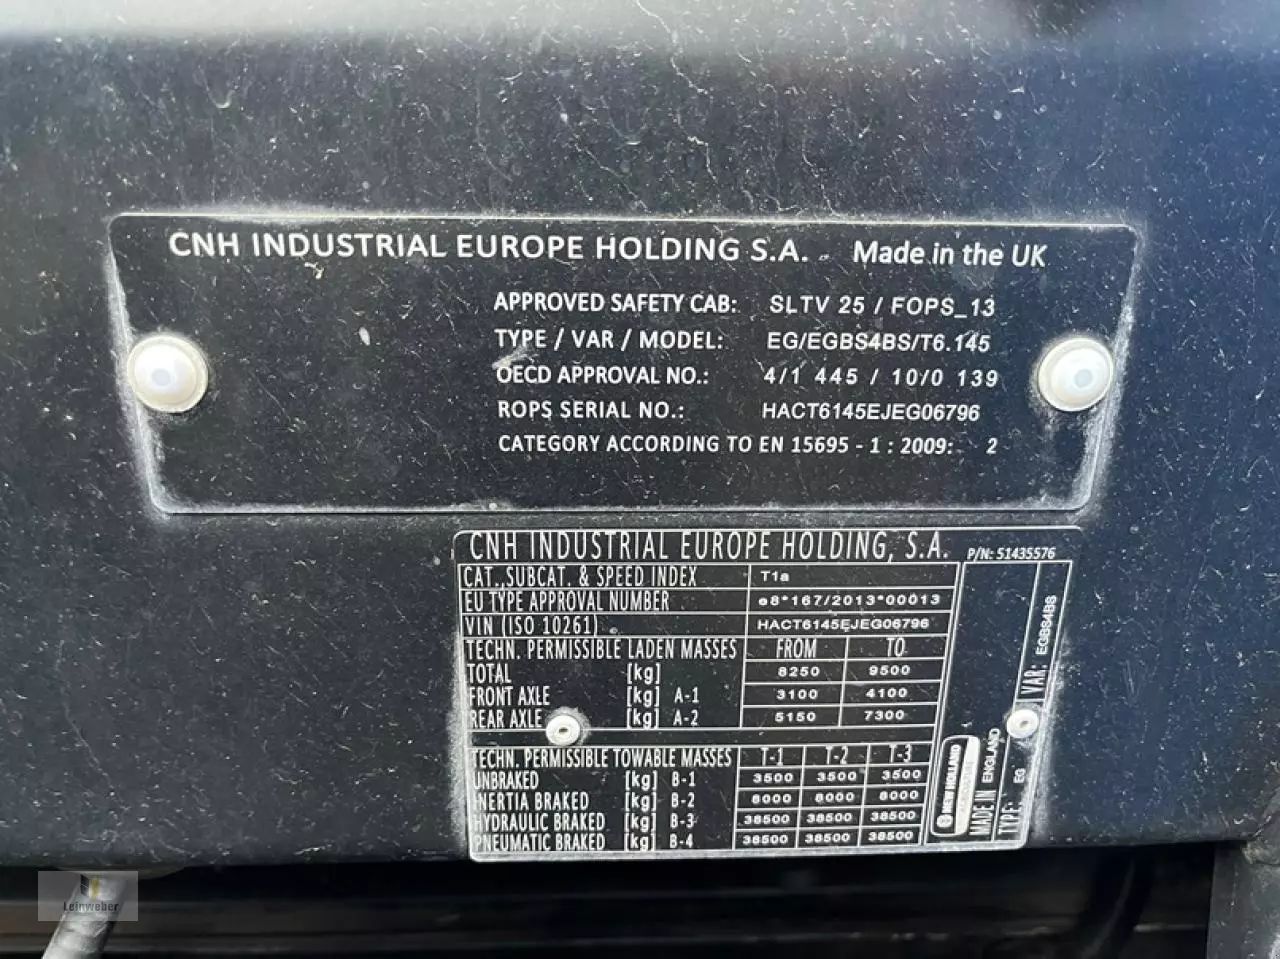 CNH INDUSTRIAL EUROPE HOLDING S.A. Made in the UK
APPROVED SAFETY CAB: SLTV 25 / FOPS_13
TYPE / VAR / MODEL: EG/EGBS4BS/T6.145
OECD APPROVAL NO.: 4/1 445 / 10/0 139
ROPS SERIAL NO.: HACT6145EJEG06796
CATEGORY ACCORDING TO EN 15695 - 1 : 2009: 2
CNH INDUSTRIAL EUROPE HOLDING, S.A. P/N: 51435576
CAT.,SUBCAT. & SPEED INDEX T1a
EU TYPE APPROVAL NUMBER e8*167/2013*00013
VIN (ISO 10261) HACT6145EJEG06796
TECHN. PERMISSIBLE LADEN MASSES FROM TO
TOTAL [kg] 8250 9500
FRONT AXLE [kg] A-1 3100 4100
REAR AXLE [kg] A-2 5150 7300
TECHN. PERMISSIBLE TOWABLE MASSES T-1 T-2 T-3
UNBRAKED [kg] B-1 3500 3500 3500
INERTIA BRAKED [kg] B-2 8000 8000 8000
HYDRAULIC BRAKED [kg] B-3 38500 38500 38500
PNEUMATIC BRAKED [kg] B-4 38500 38500 38500
NEW HOLLAND
MADE IN ENGLAND
TYPE: EG
VAR: EGBS4BS
Leinweber